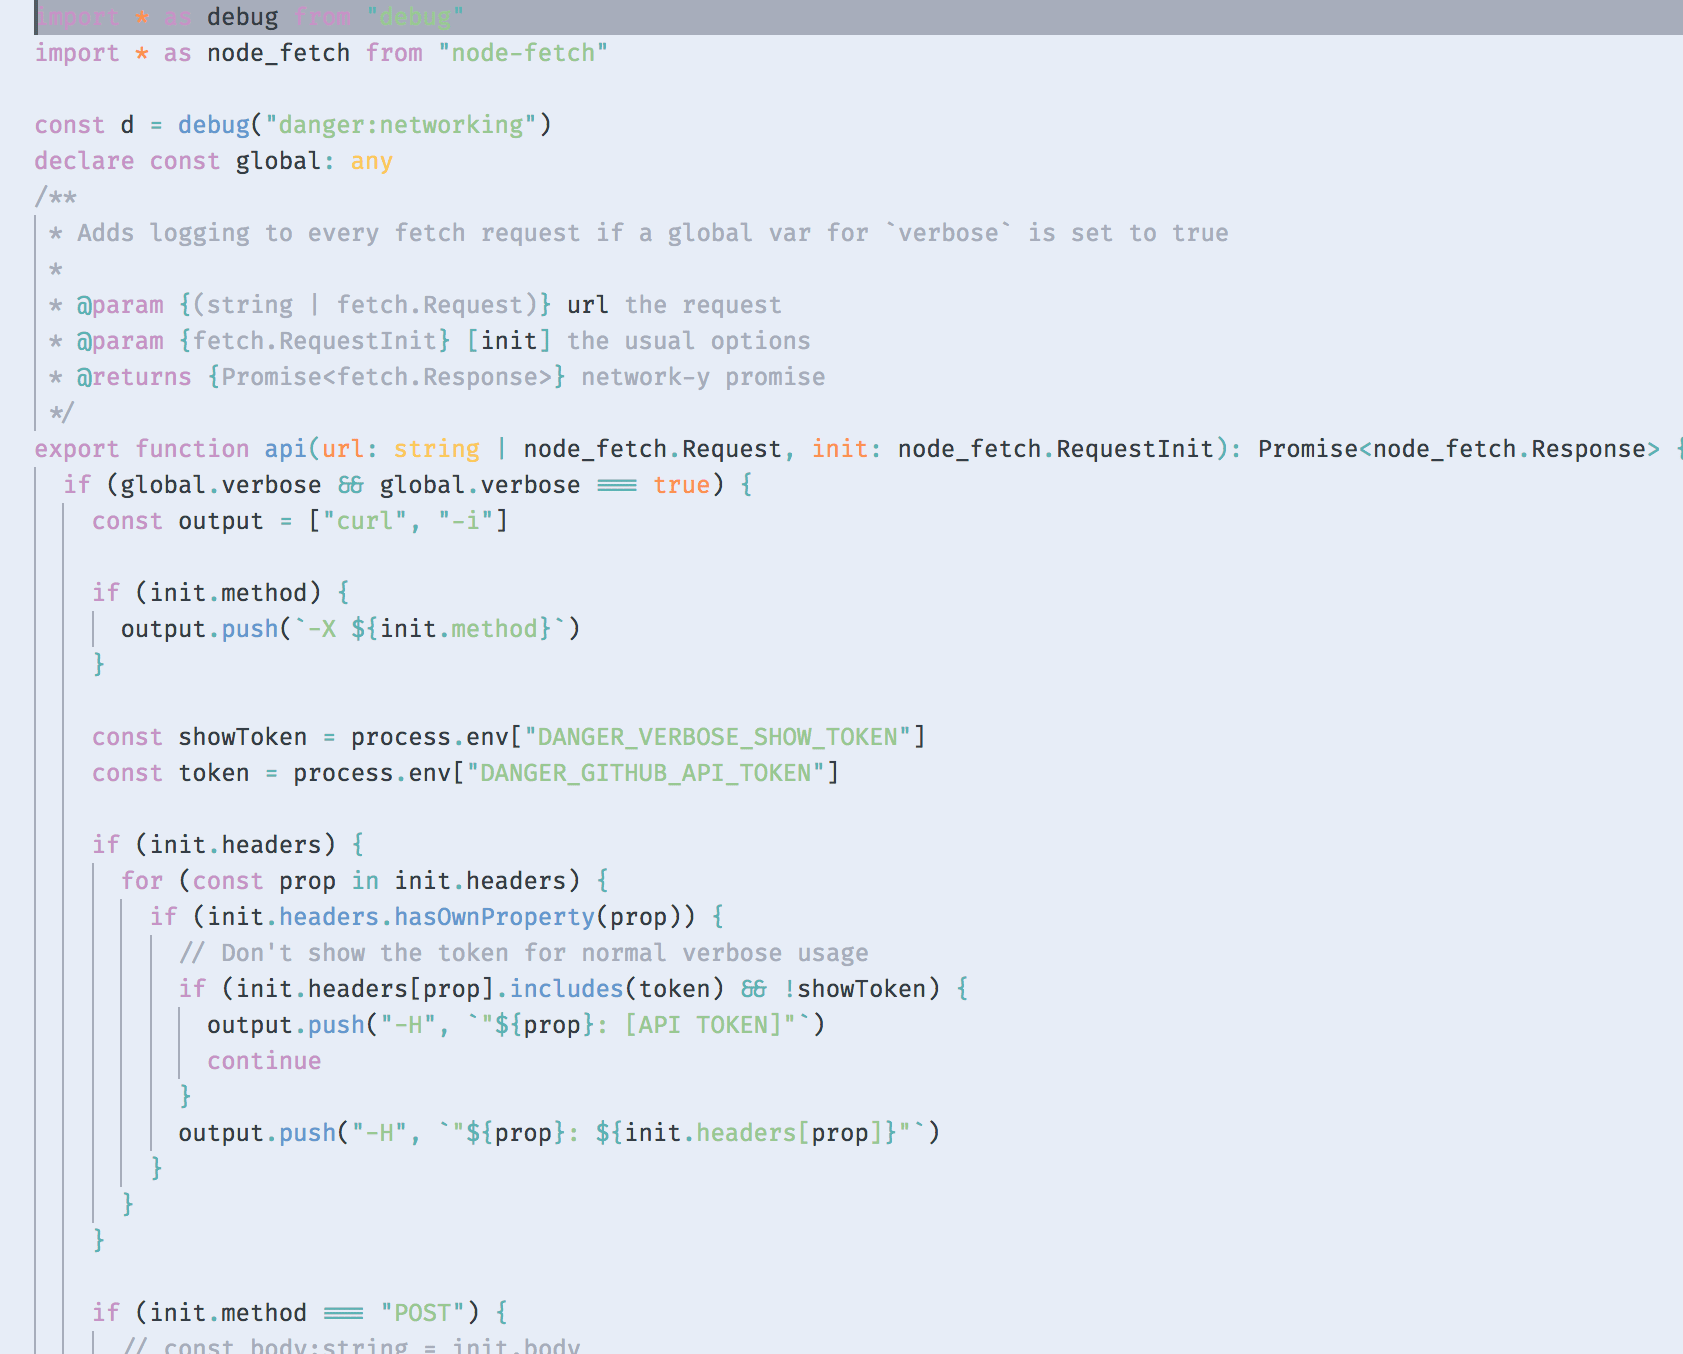 import * as debug from "debug"
import * as node_fetch from "node-fetch"
const d = debug("danger:networking")
declare const global: any
/**
* Adds logging to every fetch request if a global var for `verbose` is set to true
*
* @param {(string | fetch.Request)} url the request
* @param {fetch.RequestInit} [init] the usual options
* @returns {Promise<fetch.Response>} network-y promise
*/
export function api(url: string | node_fetch.Request, init: node_fetch.RequestInit): Promise<node_fetch.Response> {
if (global.verbose && global.verbose === true) {
const output = ["curl", "-i"]
if (init.method) {
output.push(`-X ${init.method}`)
}
const showToken = process.env["DANGER_VERBOSE_SHOW_TOKEN"]
const token = process.env["DANGER_GITHUB_API_TOKEN"]
if (init.headers) {
for (const prop in init.headers) {
if (init.headers.hasOwnProperty(prop)) {
// Don't show the token for normal verbose usage
if (init.headers[prop].includes(token) && !showToken) {
output.push("-H", `"${prop}: [API TOKEN]"`)
continue
}
output.push("-H", `"${prop}: ${init.headers[prop]}"`)
}
}
}
if (init.method === "POST") {
// const body:string = init.body